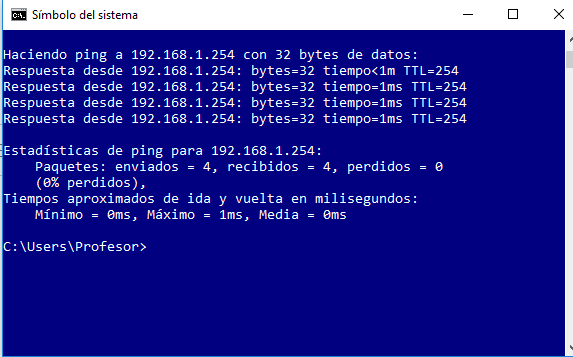 Símbolo del sistema
Haciendo ping a 192.168.1.254 con 32 bytes de datos:
Respuesta desde 192.168.1.254: bytes=32 tiempo<1m TTL=254
Respuesta desde 192.168.1.254: bytes=32 tiempo=1ms TTL=254
Respuesta desde 192.168.1.254: bytes=32 tiempo=1ms TTL=254
Respuesta desde 192.168.1.254: bytes=32 tiempo=1ms TTL=254
Estadísticas de ping para 192.168.1.254:
Paquetes: enviados = 4, recibidos = 4, perdidos = 0
(0% perdidos),
Tiempos aproximados de ida y vuelta en milisegundos:
Mínimo = 0ms, Máximo = 1ms, Media = 0ms
C:\Users\Profesor>